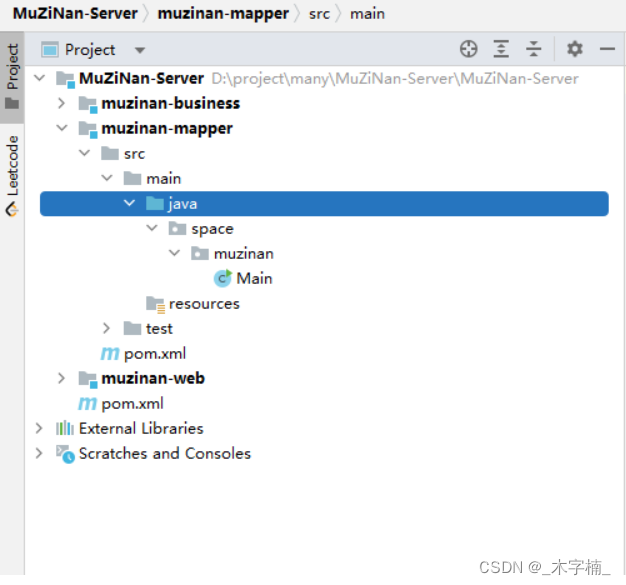 MuZiNan-Server 〉 muzinan-mapper 〉 src 〉 main
Project
Project
Leetcode
MuZiNan-Server D:\project\many\MuZiNan-Server\MuZiNan-Server
muzinan-business
muzinan-mapper
src
main
java
space
muzinan
C Main
resources
test
m pom.xml
muzinan-web
m pom.xml
External Libraries
Scratches and Consoles
CSDN @_木字楠_